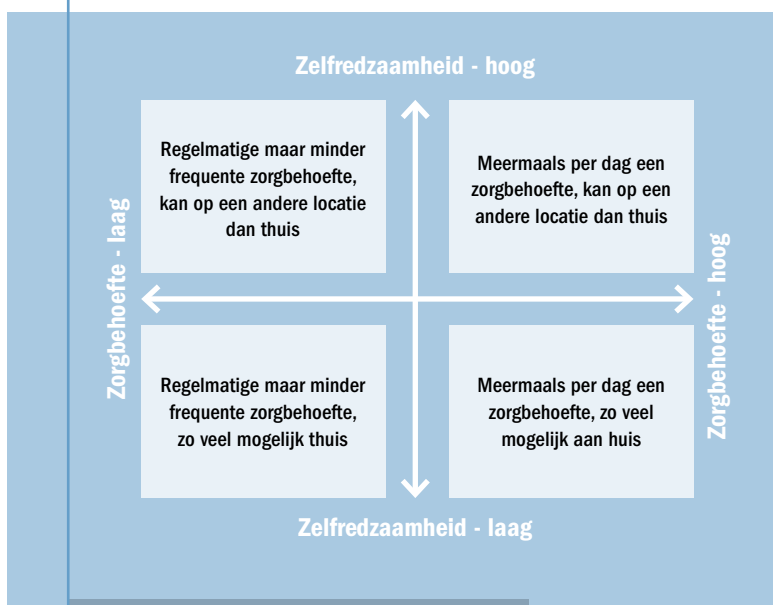 Zelfredzaamheid - hoog
Regelmatige maar minder
frequente zorgbehoefte,
kan op een andere locatie
dan thuis
Meermaals per dag een
zorgbehoefte, kan op een
andere locatie dan thuis
Zorgbehoefte - laag
Zorgbehoefte - hoog
Regelmatige maar minder
frequente zorgbehoefte,
zo veel mogelijk thuis
Meermaals per dag een
zorgbehoefte, zo veel
mogelijk aan huis
Zelfredzaamheid - laag